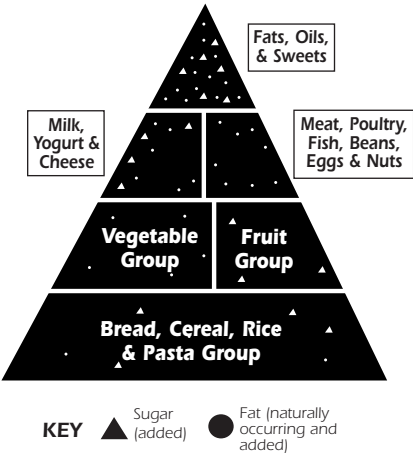 Fats, Oils,
& Sweets
Milk,
Yogurt &
Cheese
Meat, Poultry,
Fish, Beans,
Eggs & Nuts
Vegetable
Group
Fruit
Group
Bread, Cereal, Rice
& Pasta Group
KEY
Sugar
(added)
Fat (naturally
occurring and
added)